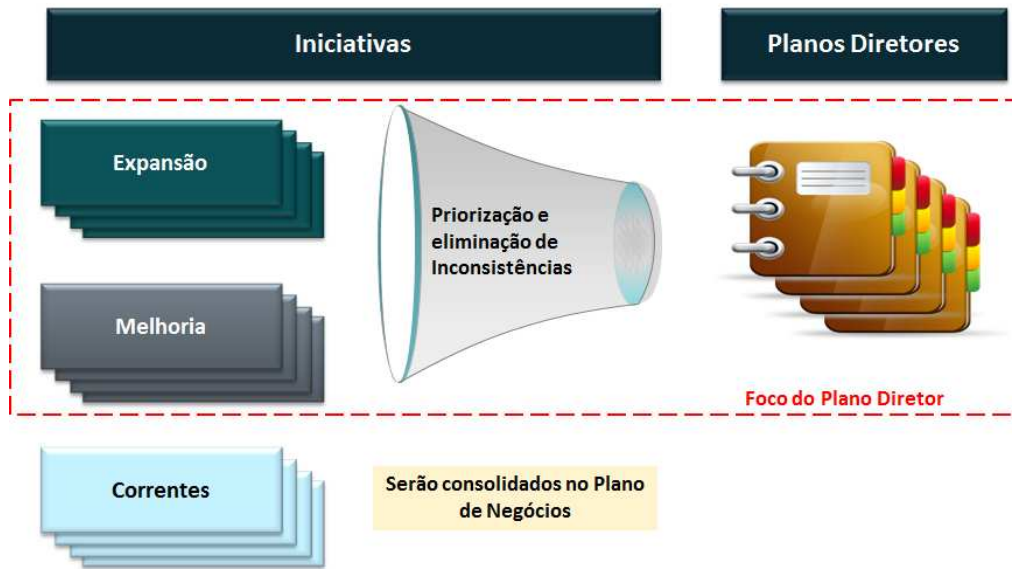 Iniciativas
Planos Diretores
Expansão
Priorização e
eliminação de
Inconsistências
Melhoria
Foco do Plano Diretor
Correntes
Serão consolidados no Plano
de Negócios